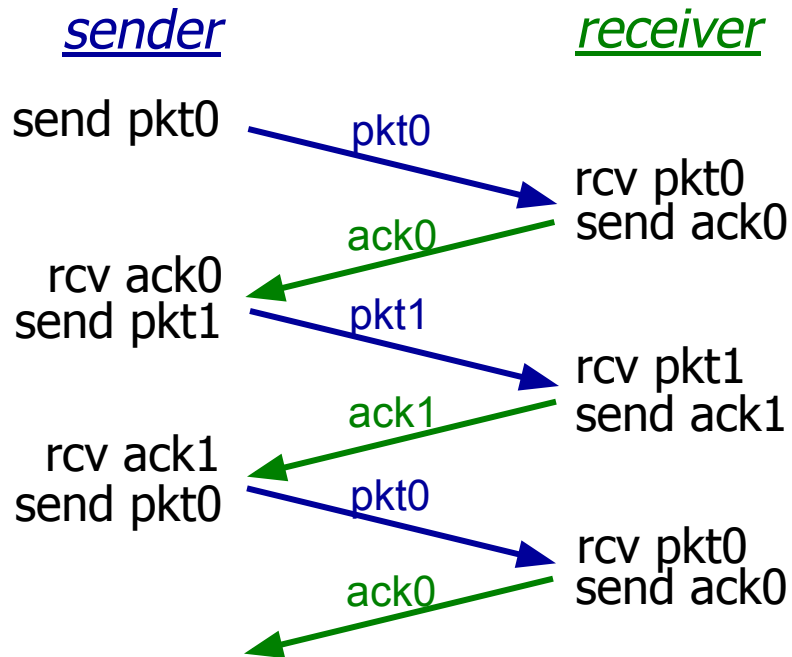 sender
receiver
send pkt0
pkt0
rcv pkt0
send ack0
ack0
rcv ack0
send pkt1
pkt1
rcv pkt1
send ack1
ack1
rcv ack1
send pkt0
pkt0
rcv pkt0
send ack0
ack0